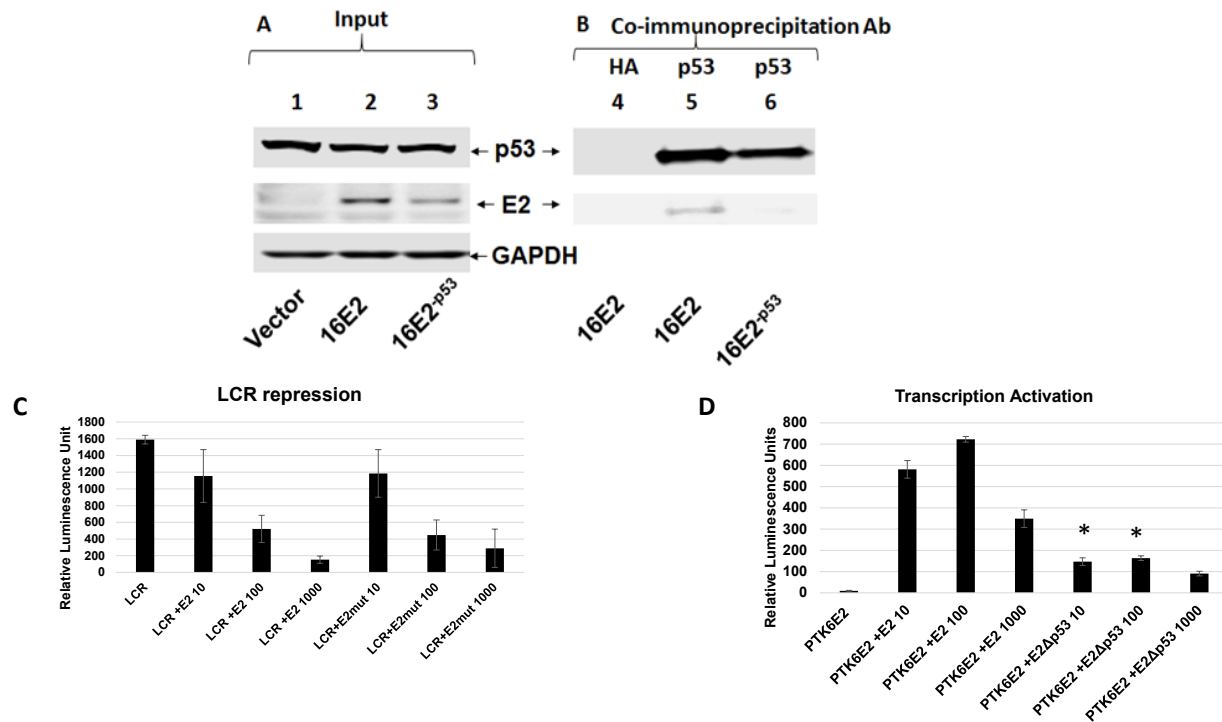 A
Input
B
Co-immunoprecipitation Ab
HA p53 p53
1 2 3
4 5 6
p53
E2
GAPDH
Vector
16E2
16E2-p53
16E2
16E2
16E2-p53
C
LCR repression
Relative Luminescence Unit
1800
1600
1400
1200
1000
800
600
400
200
0
LCR
LCR +E2 10
LCR +E2 100
LCR +E2 1000
LCR+E2mut 10
LCR+E2mut 100
LCR+E2mut 1000
D
Transcription Activation
Relative Luminescence Units
800
700
600
500
400
300
200
100
0
* *
PTK6E2
PTK6E2 +E2 10
PTK6E2 +E2 100
PTK6E2 +E2 1000
PTK6E2 +E2Δp53 10
PTK6E2 +E2Δp53 100
PTK6E2 +E2Δp53 1000